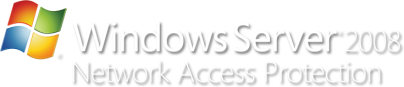 Windows Server 2008
Network Access Protection